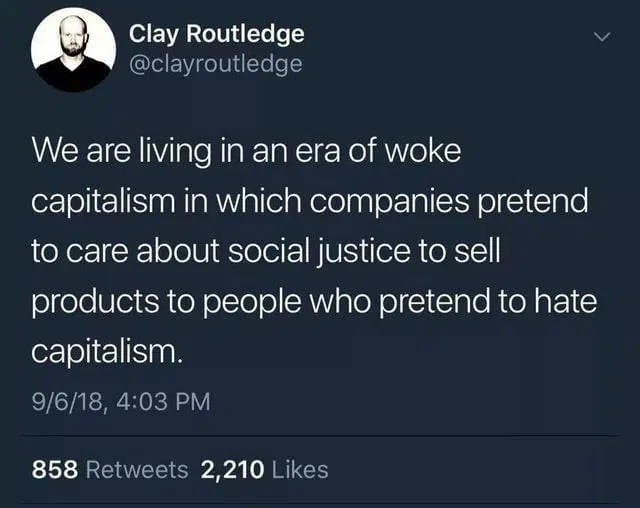 Clay Routledge
@clayroutledge
We are living in an era of woke
capitalism in which companies pretend
to care about social justice to sell
products to people who pretend to hate
capitalism.
9/6/18, 4:03 PM
858 Retweets 2,210 Likes